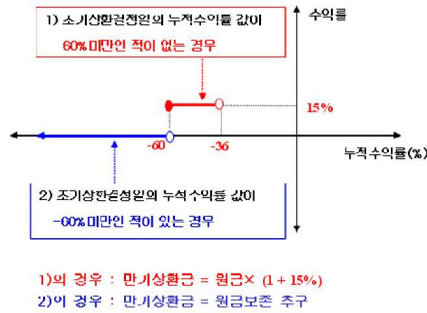 1) 조기상환결정일의 누적수익률 값이
60%미만인 적이 없는 경우
수익률
15%
-60
-36
누적수익률(%)
2) 조기상환결정일의 누적수익률 값이
-60%미만인 적이 있는 경우
1)의 경우 : 만기상환금 = 원금× (1 + 15%)
2)의 경우 : 만기상환금 = 원금보존 추구